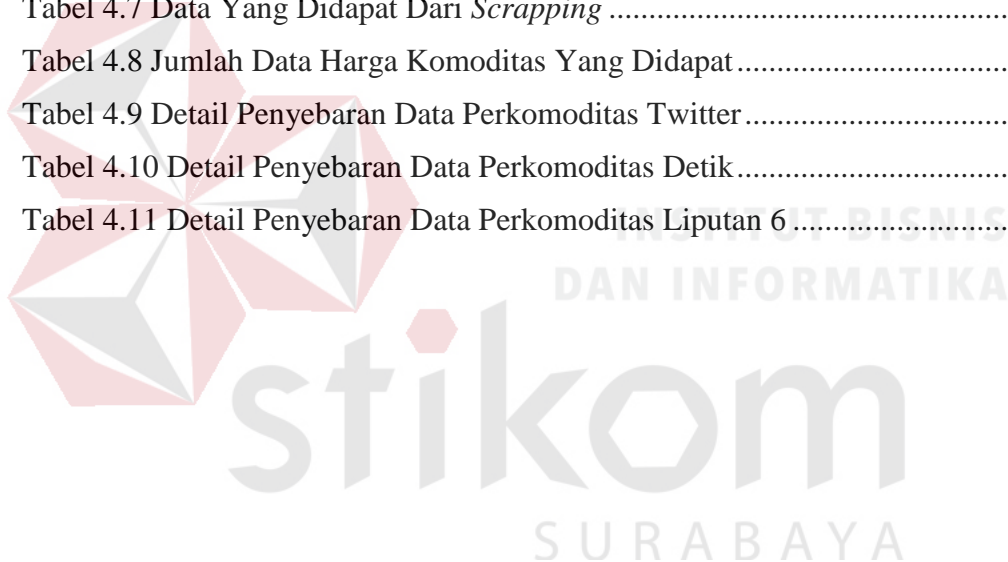 Tabel 4.7 Data Yang Didapat Dari Scrapping ................................................
Tabel 4.8 Jumlah Data Harga Komoditas Yang Didapat ................................
Tabel 4.9 Detail Penyebaran Data Perkomoditas Twitter ...............................
Tabel 4.10 Detail Penyebaran Data Perkomoditas Detik ................................
Tabel 4.11 Detail Penyebaran Data Perkomoditas Liputan 6 .........................
INSTITUT BISNIS
DAN INFORMATIKA
stikom
SURABAYA